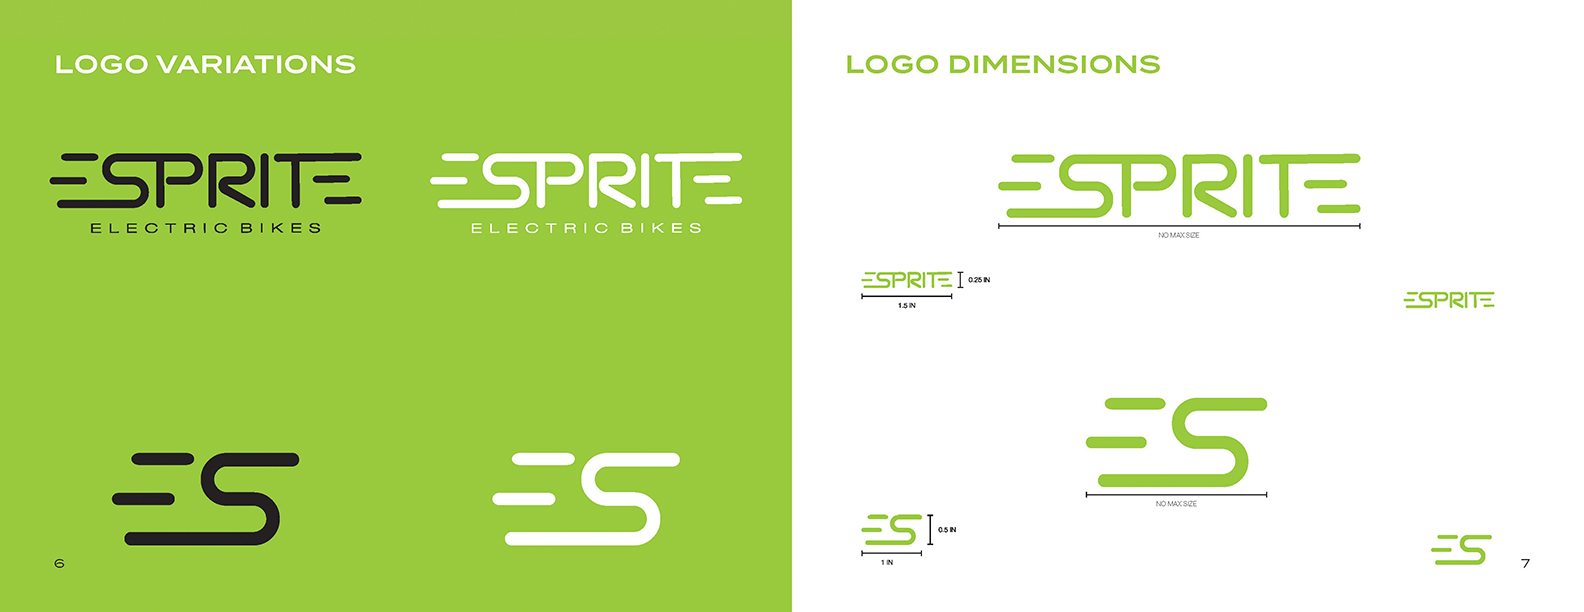 LOGO VARIATIONS
ESPRITE
ELECTRIC BIKES
ESPRITE
ELECTRIC BIKES
ES
ES
6
LOGO DIMENSIONS
ESPRITE
NO MAX SIZE
ESPRITE
0.25 IN
1.5 IN
ESPRITE
ES
NO MAX SIZE
ES
0.5 IN
1 IN
ES
7